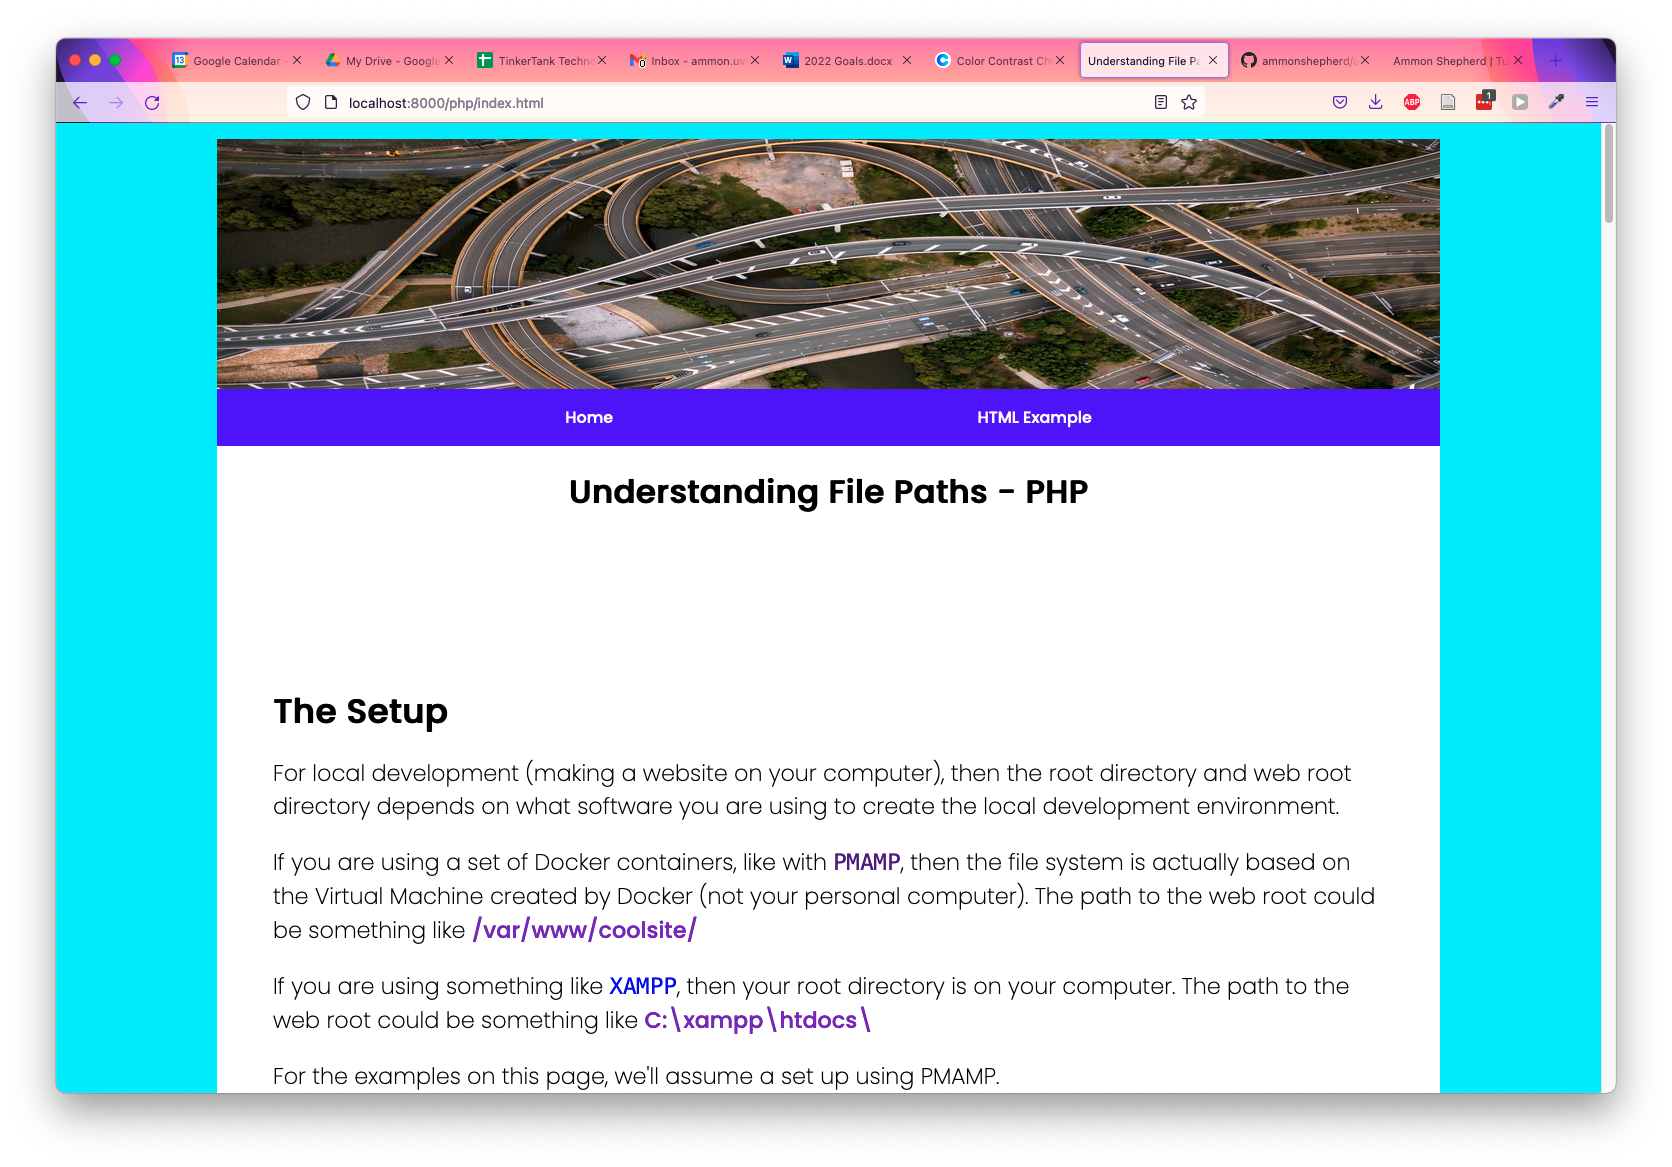 Google Calendar -
My Drive - Google
TinkerTank Techn
Inbox - ammon.uv
2022 Goals.docx
Color Contrast Ch
Understanding File Pa
ammonshepherd/a
Ammon Shepherd | Tu
localhost:8000/php/index.html
ABP
1
Home
HTML Example
Understanding File Paths - PHP
The Setup
For local development (making a website on your computer), then the root directory and web root
directory depends on what software you are using to create the local development environment.
If you are using a set of Docker containers, like with PMAMP, then the file system is actually based on
the Virtual Machine created by Docker (not your personal computer). The path to the web root could
be something like /var/www/coolsite/
If you are using something like XAMPP, then your root directory is on your computer. The path to the
web root could be something like C:\xampp\htdocs\
For the examples on this page, we'll assume a set up using PMAMP.